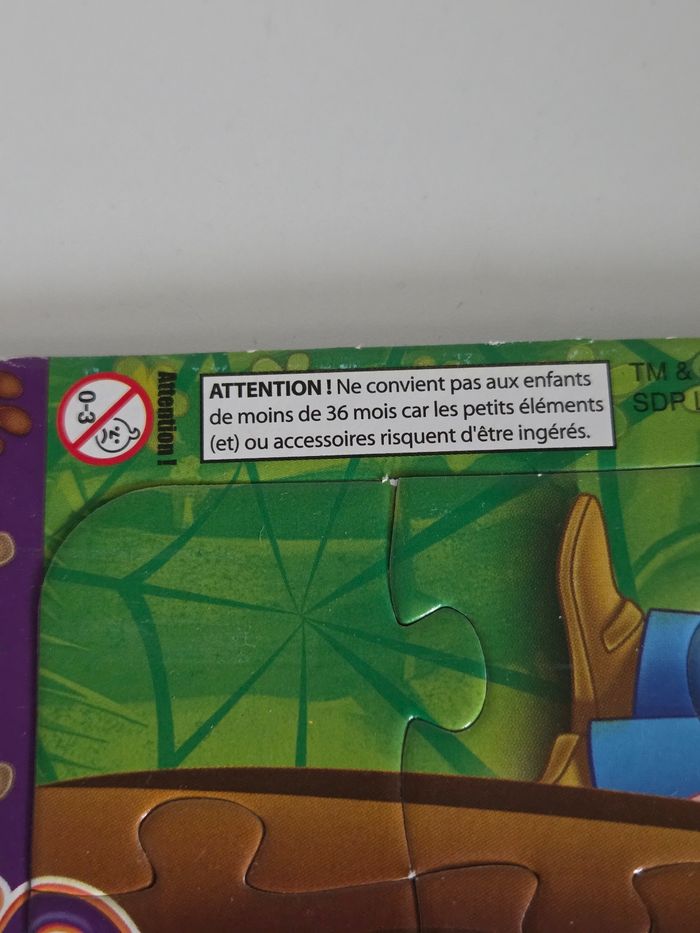 0-3
Attention !
ATTENTION ! Ne convient pas aux enfants
de moins de 36 mois car les petits éléments
(et) ou accessoires risquent d'être ingérés.
TM &
SDP